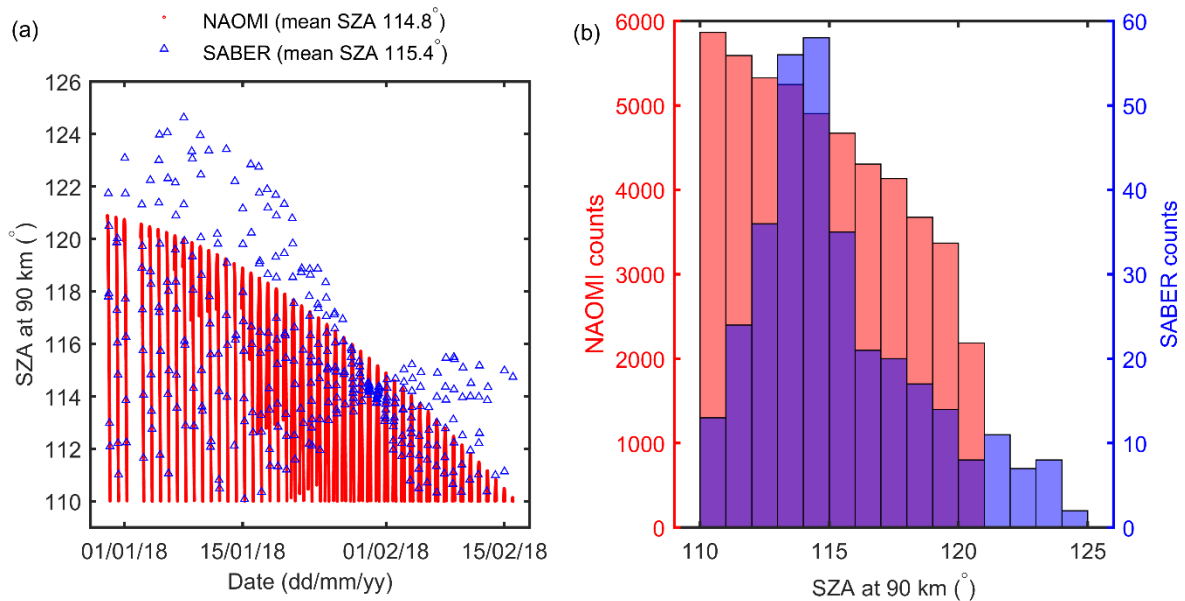 (a)
NAOMI (mean SZA 114.8°)
SABER (mean SZA 115.4°)
126
124
122
120
118
116
114
112
110
SZA at 90 km (°)
01/01/18 15/01/18 01/02/18 15/02/18
Date (dd/mm/yy)
(b)
6000
5000
4000
3000
2000
1000
0
NAOMI counts
60
50
40
30
20
10
0
SABER counts
110 115 120 125
SZA at 90 km (°)